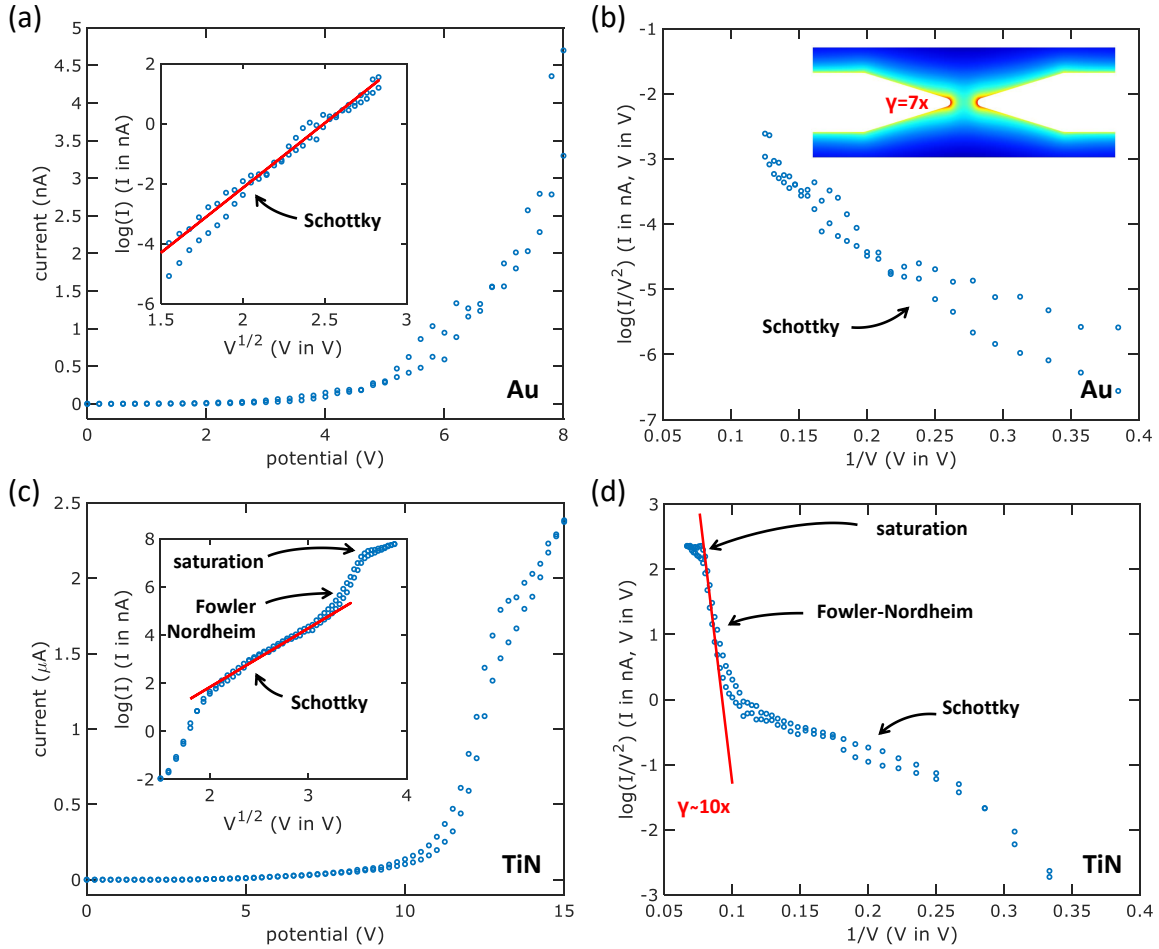 (a)
5
4.5
4
3.5
3
2.5
2
1.5
1
0.5
0
current (nA)
0 2 4 6 8
potential (V)
Au
2
0
-2
-4
-6
log(I) (I in nA)
1.5 2 2.5 3
V^1/2 (V in V)
Schottky
(b)
-1
-2
-3
-4
-5
-6
-7
log(I/V²) (I in nA, V in V)
γ=7x
Schottky
Au
0.05 0.1 0.15 0.2 0.25 0.3 0.35 0.4
1/V (V in V)
(c)
2.5
2
1.5
1
0.5
0
current (μA)
0 5 10 15
potential (V)
TiN
8
6
4
2
0
-2
log(I) (I in nA)
2 3 4
V^1/2 (V in V)
saturation
Fowler
Nordheim
Schottky
(d)
3
2
1
0
-1
-2
-3
log(I/V²) (I in nA, V in V)
saturation
Fowler-Nordheim
Schottky
γ~10x
TiN
0.05 0.1 0.15 0.2 0.25 0.3 0.35 0.4
1/V (V in V)